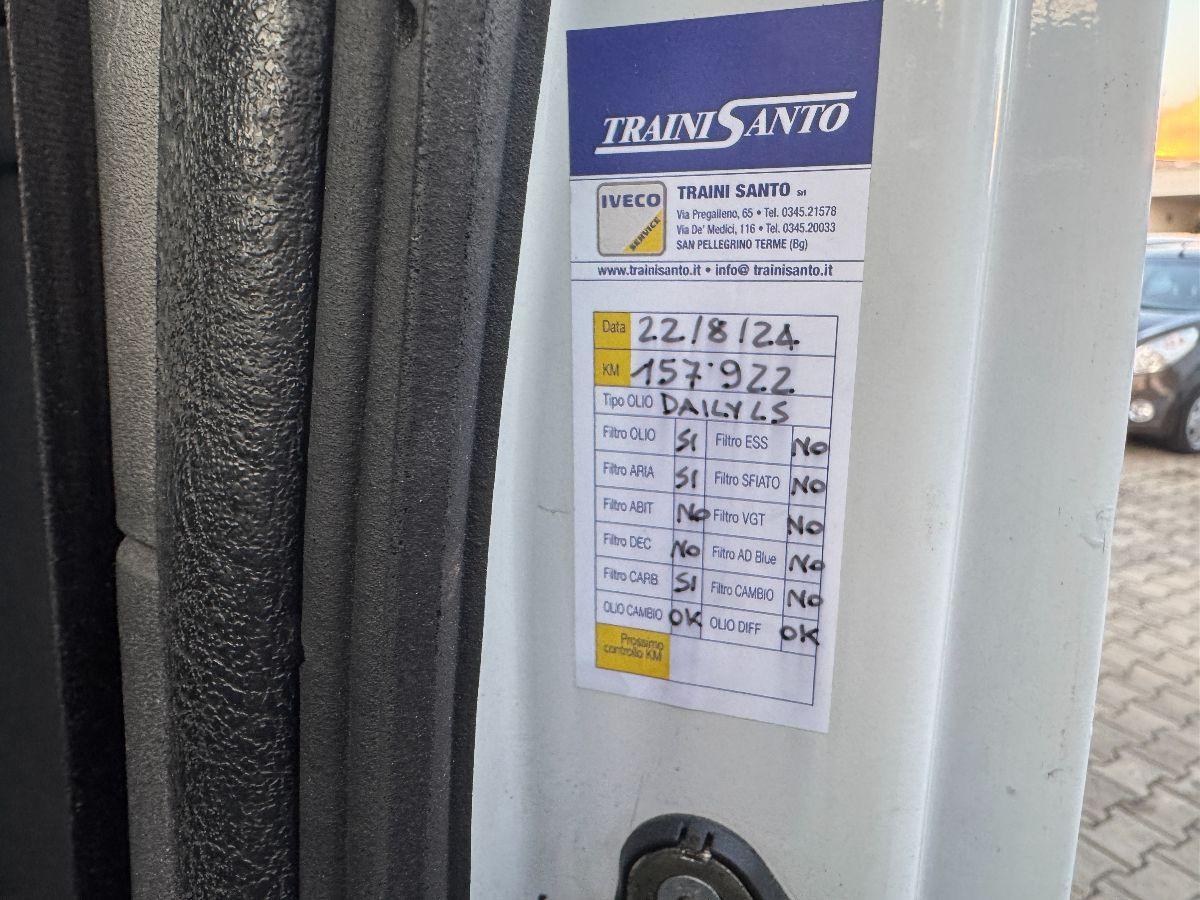 TRAINI SANTO
IVECO
SERVICE
TRAINI SANTO Srl
Via Pregalleno, 65 • Tel. 0345.21578
Via De' Medici, 116 • Tel. 0345.20033
SAN PELLEGRINO TERME (Bg)
www.trainisanto.it • info@ trainisanto.it
Data 22/8/24
KM 157.922
Tipo OLIO DAILY LS
Filtro OLIO SI Filtro ESS NO
Filtro ARIA SI Filtro SFIATO NO
Filtro ABIT NO Filtro VGT NO
Filtro DEC NO Filtro AD Blue NO
Filtro CARB SI Filtro CAMBIO NO
OLIO CAMBIO OK OLIO DIFF OK
Prossimo
controllo KM